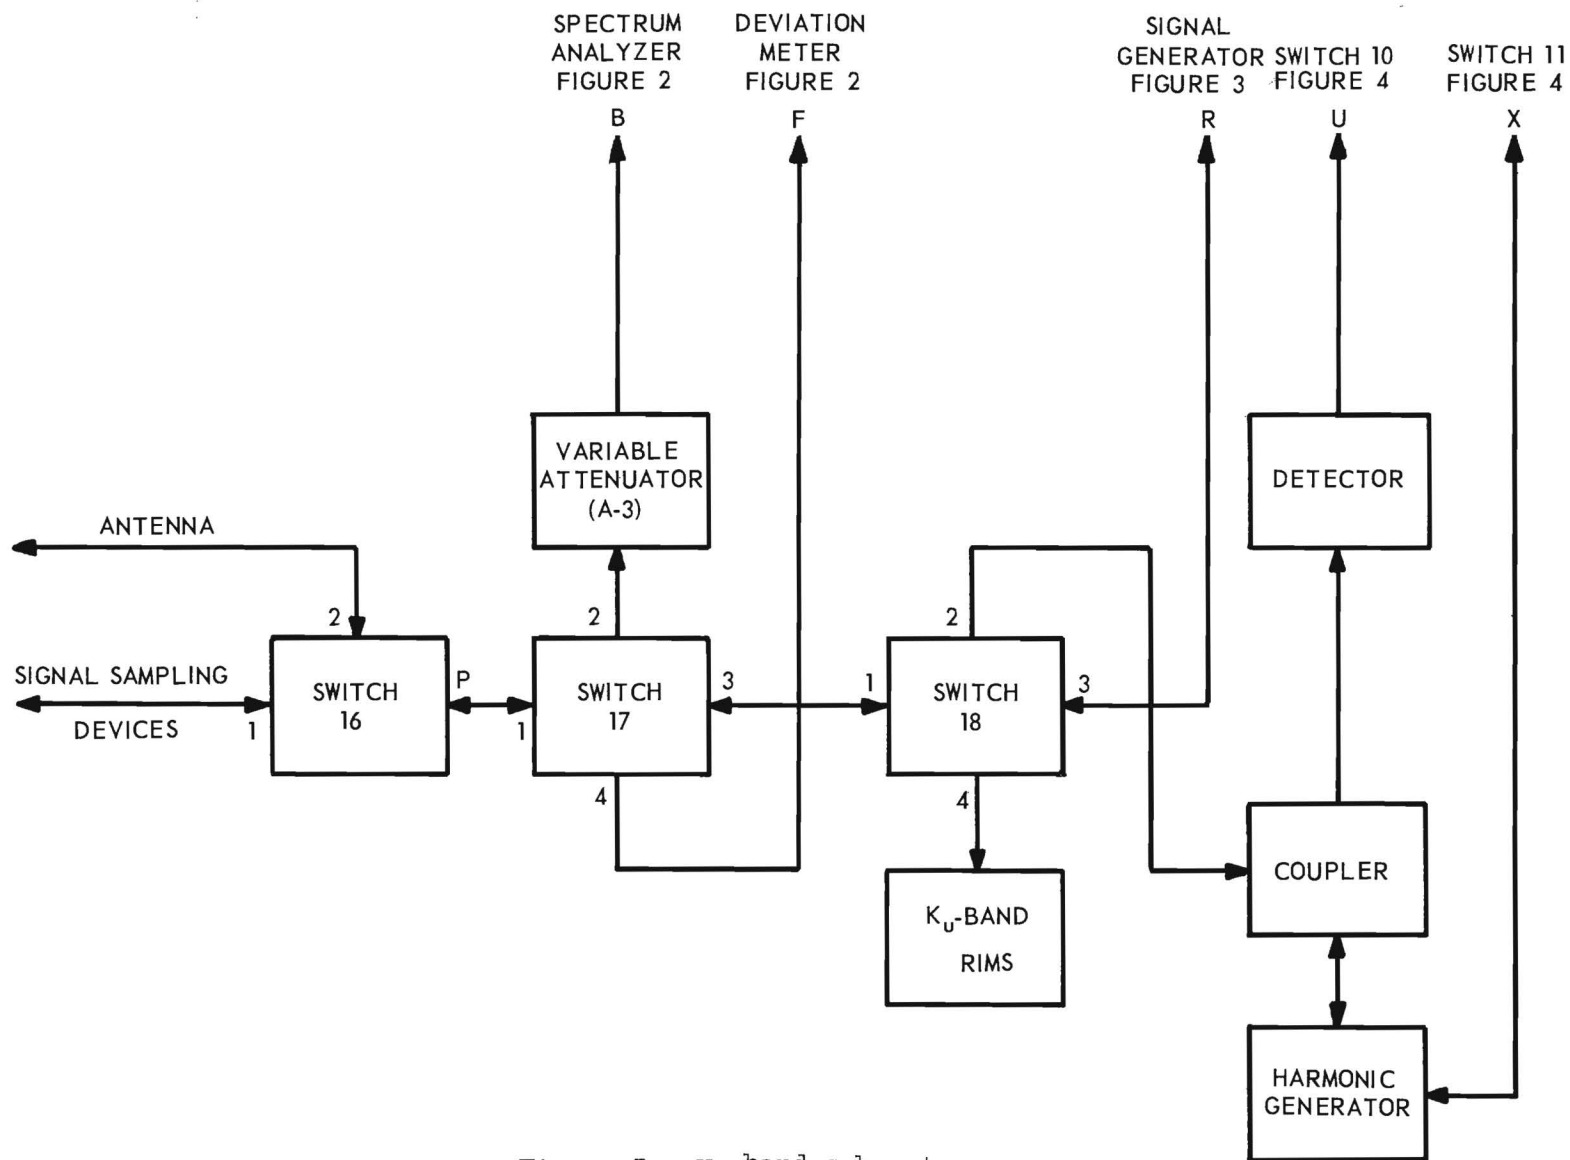 SPECTRUM
ANALYZER
FIGURE 2
B
DEVIATION
METER
FIGURE 2
F
SIGNAL
GENERATOR
FIGURE 3
R
SWITCH 10
FIGURE 4
U
SWITCH 11
FIGURE 4
X
VARIABLE
ATTENUATOR
(A-3)
DETECTOR
ANTENNA
2
SIGNAL SAMPLING
DEVICES
1
SWITCH
16
P
1
2
SWITCH
17
3
4
1
2
SWITCH
18
3
4
COUPLER
Ku-BAND
RIMS
HARMONIC
GENERATOR